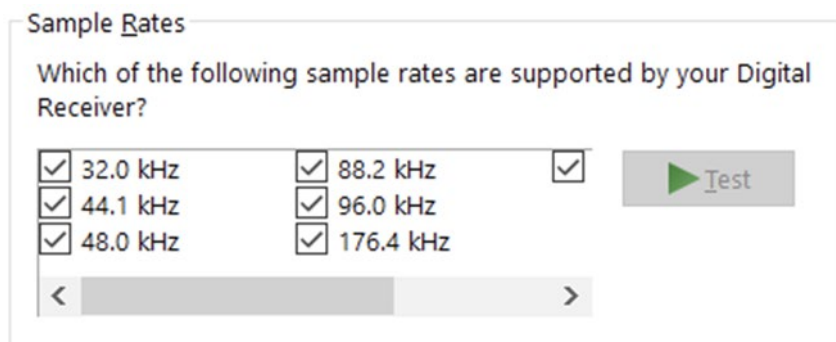 Sample Rates
Which of the following sample rates are supported by your Digital
Receiver?
32.0 kHz 88.2 kHz
44.1 kHz 96.0 kHz
48.0 kHz 176.4 kHz
Test